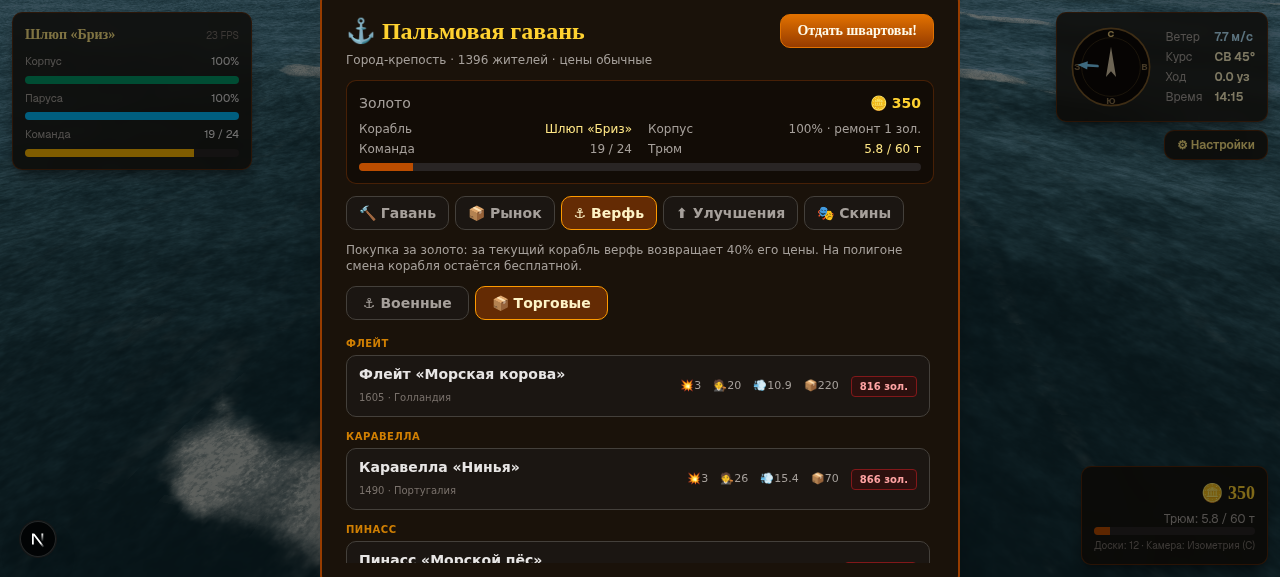 Шлюп «Бриз» 23 FPS
Корпус 100%
Паруса 100%
Команда 19 / 24
⚓ Пальмовая гавань
Отдать швартовы!
Город-крепость · 1396 жителей · цены обычные
Золото 350
Корабль Шлюп «Бриз» Корпус 100% · ремонт 1 зол.
Команда 19 / 24 Трюм 5.8 / 60 т
🔨 Гавань 📦 Рынок ⚓ Верфь ⬆ Улучшения 🎭 Скины
Покупка за золото: за текущий корабль верфь возвращает 40% его цены. На полигоне
смена корабля остаётся бесплатной.
⚓ Военные 📦 Торговые
ФЛЕЙТ
Флейт «Морская корова»
1605 · Голландия
3 20 10.9 220 816 зол.
КАРАВЕЛЛА
Каравелла «Нинья»
1490 · Португалия
3 26 15.4 70 866 зол.
ПИНАСС
Пинасс «Морской пёс»
С
З В
Ю
Ветер 7.7 м/с
Курс СВ 45°
Ход 0.0 уз
Время 14:15
⚙ Настройки
350
Трюм: 5.8 / 60 т
Доски: 12 · Камера: Изометрия (C)
N